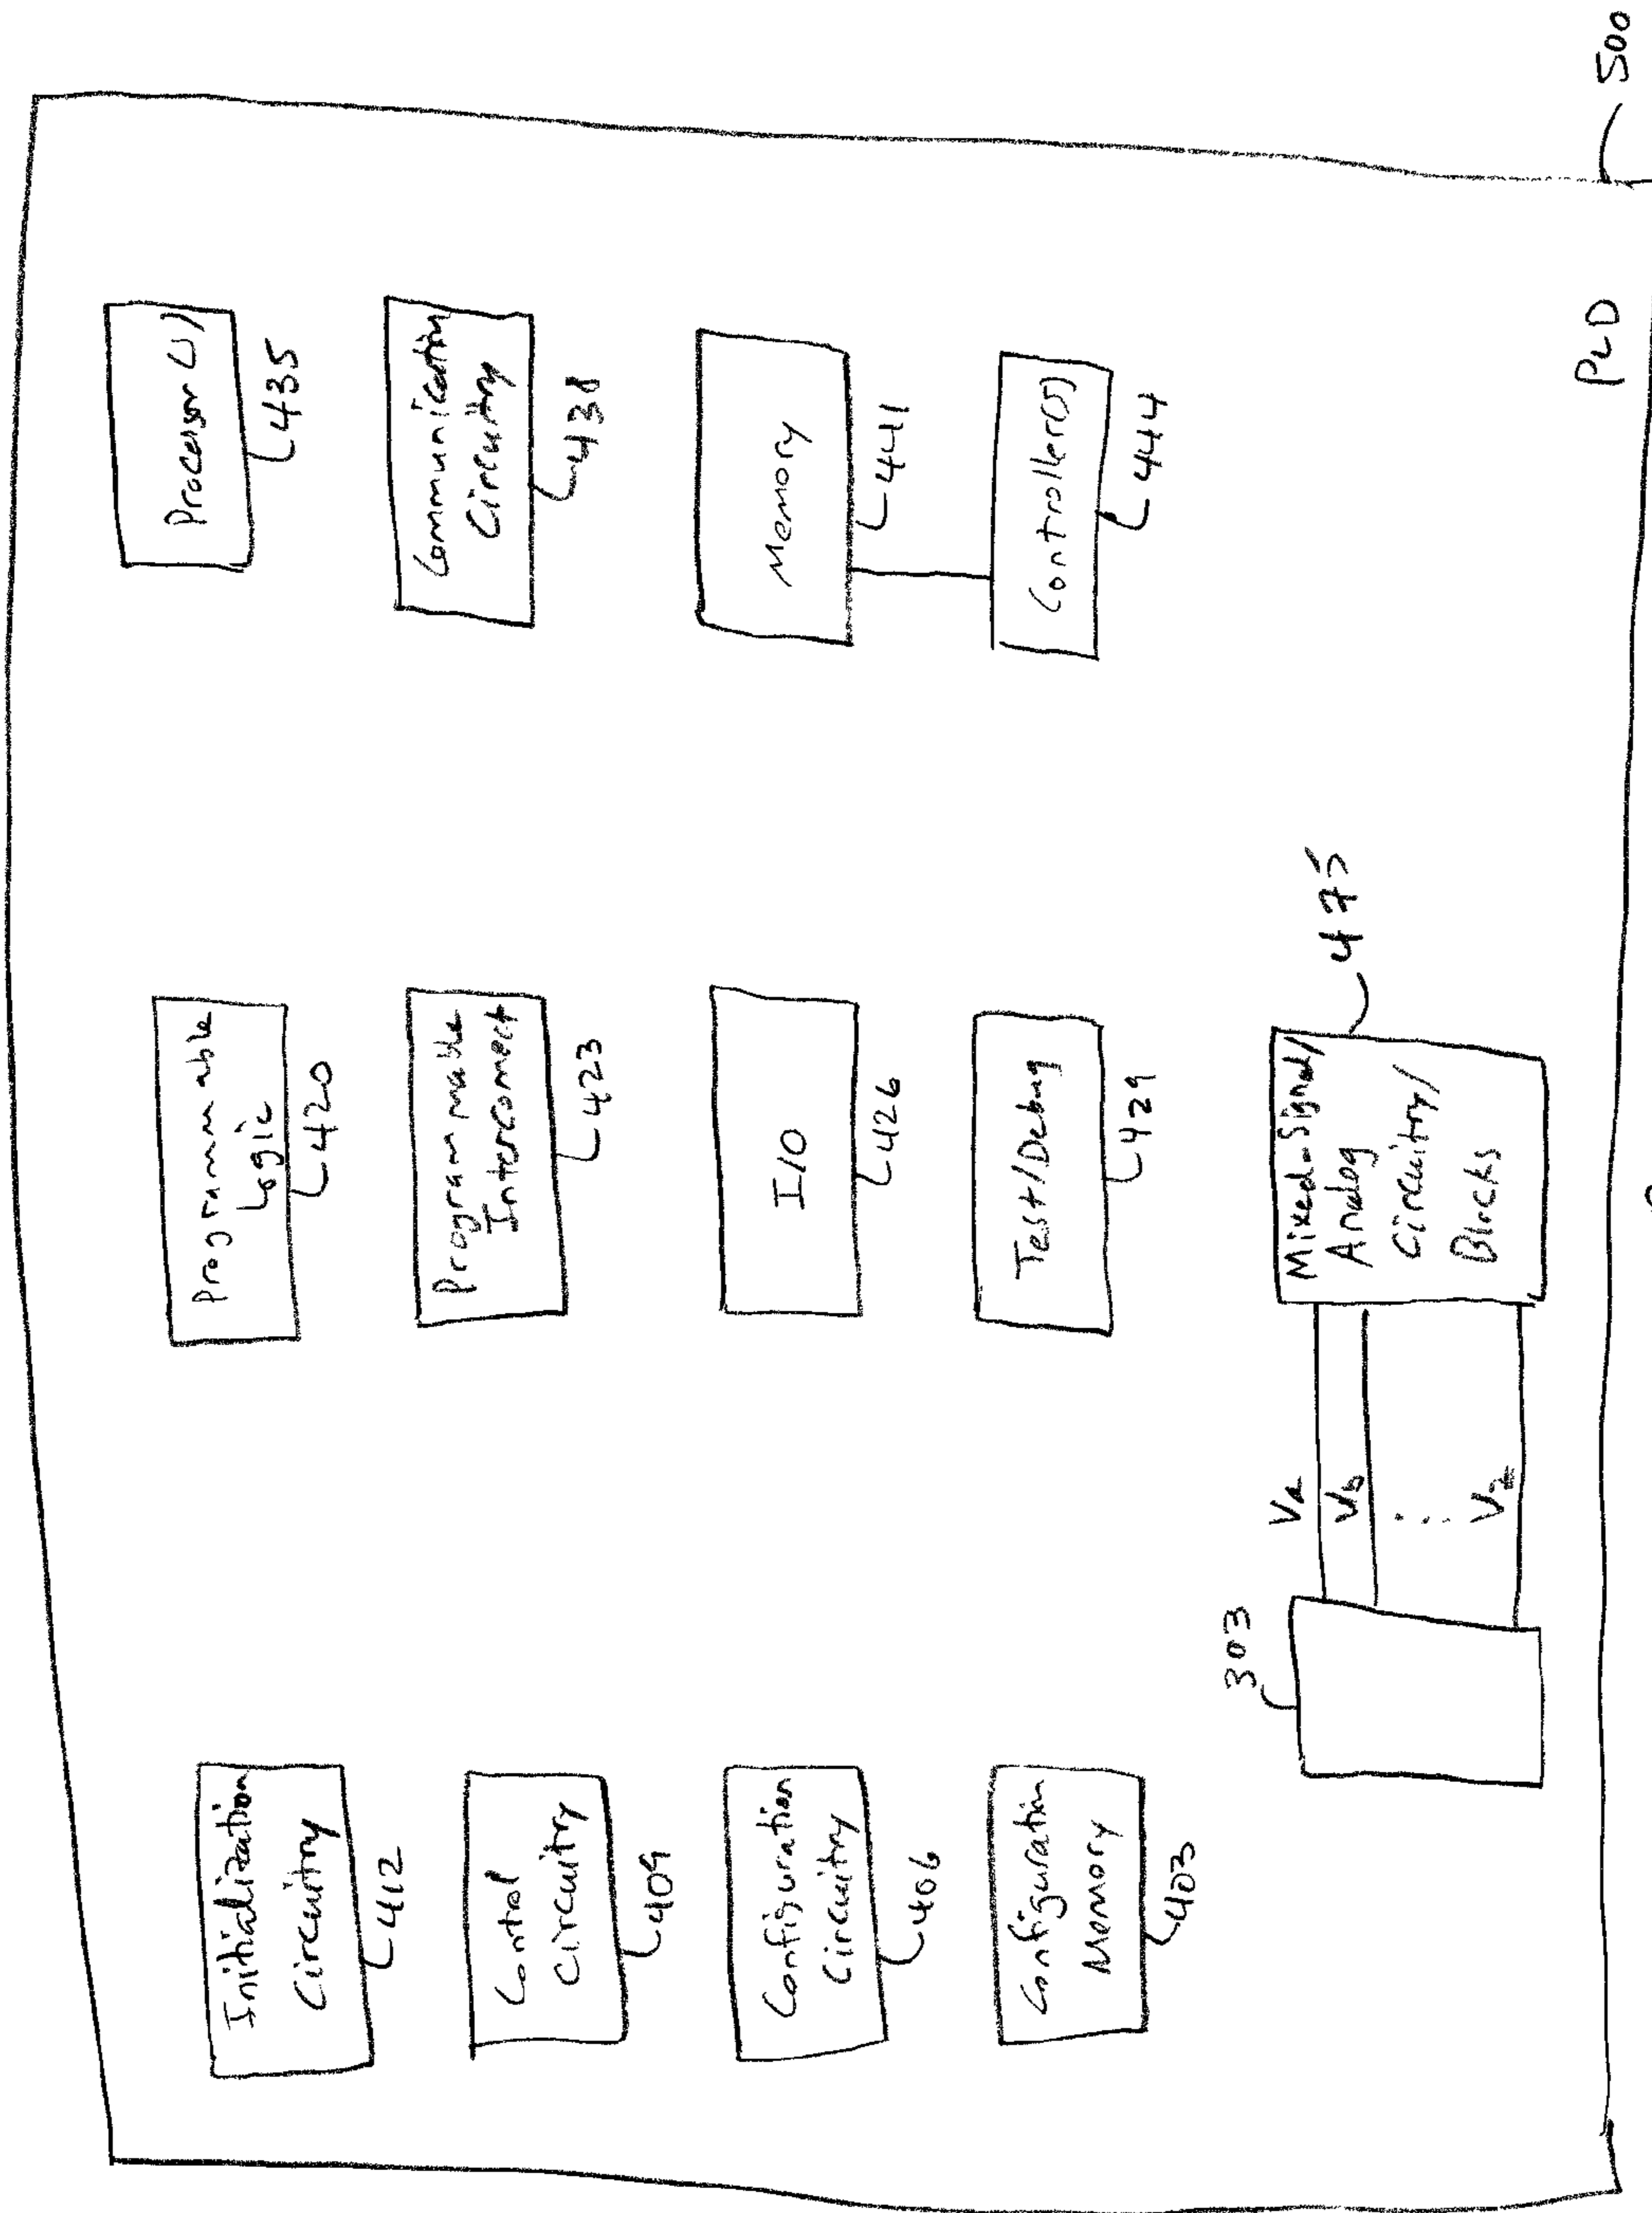 Initialization
Circuitry
412
Control
Circuitry
409
Configuration
Circuitry
406
Configuration
Memory
403
Programmable
Logic
420
Programmable
Interconnect
423
I/O
426
Test/Debug
429
Processor(s)
435
Communication
Circuitry
438
Memory
441
Controller(s)
444
303
Va
Vb
⋮
Vz
Mixed-Signal/
Analog
Circuitry/
Blocks
475
PLD
500